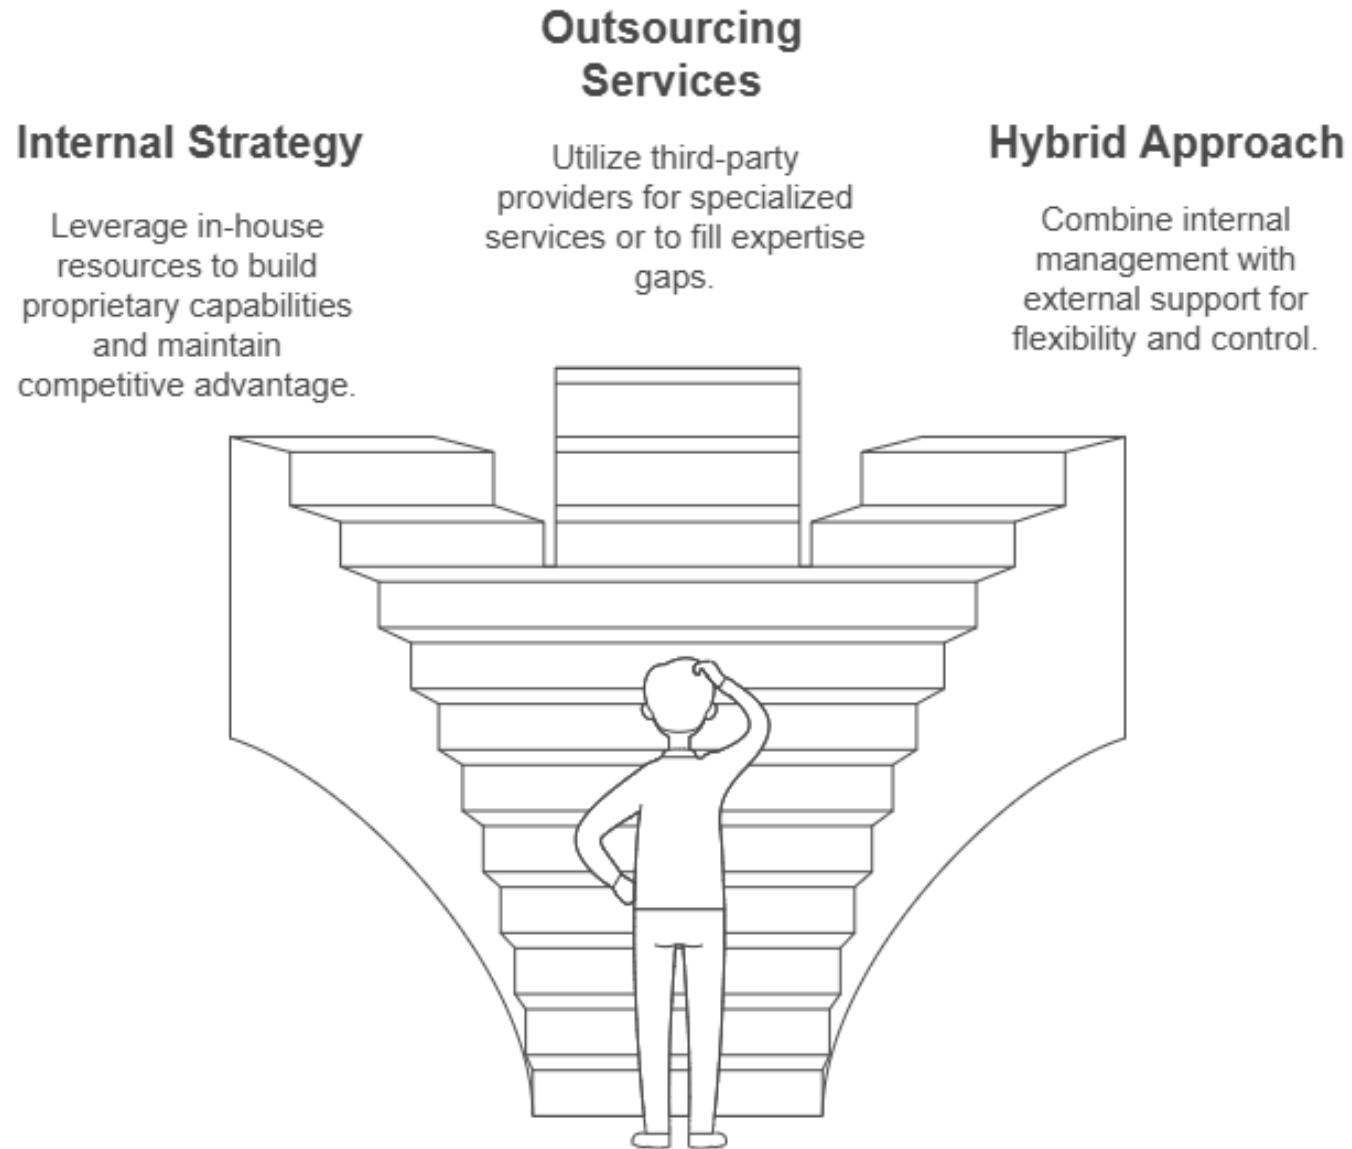 Outsourcing
Services
Utilize third-party
providers for specialized
services or to fill expertise
gaps.
Internal Strategy
Leverage in-house
resources to build
proprietary capabilities
and maintain
competitive advantage.
Hybrid Approach
Combine internal
management with
external support for
flexibility and control.